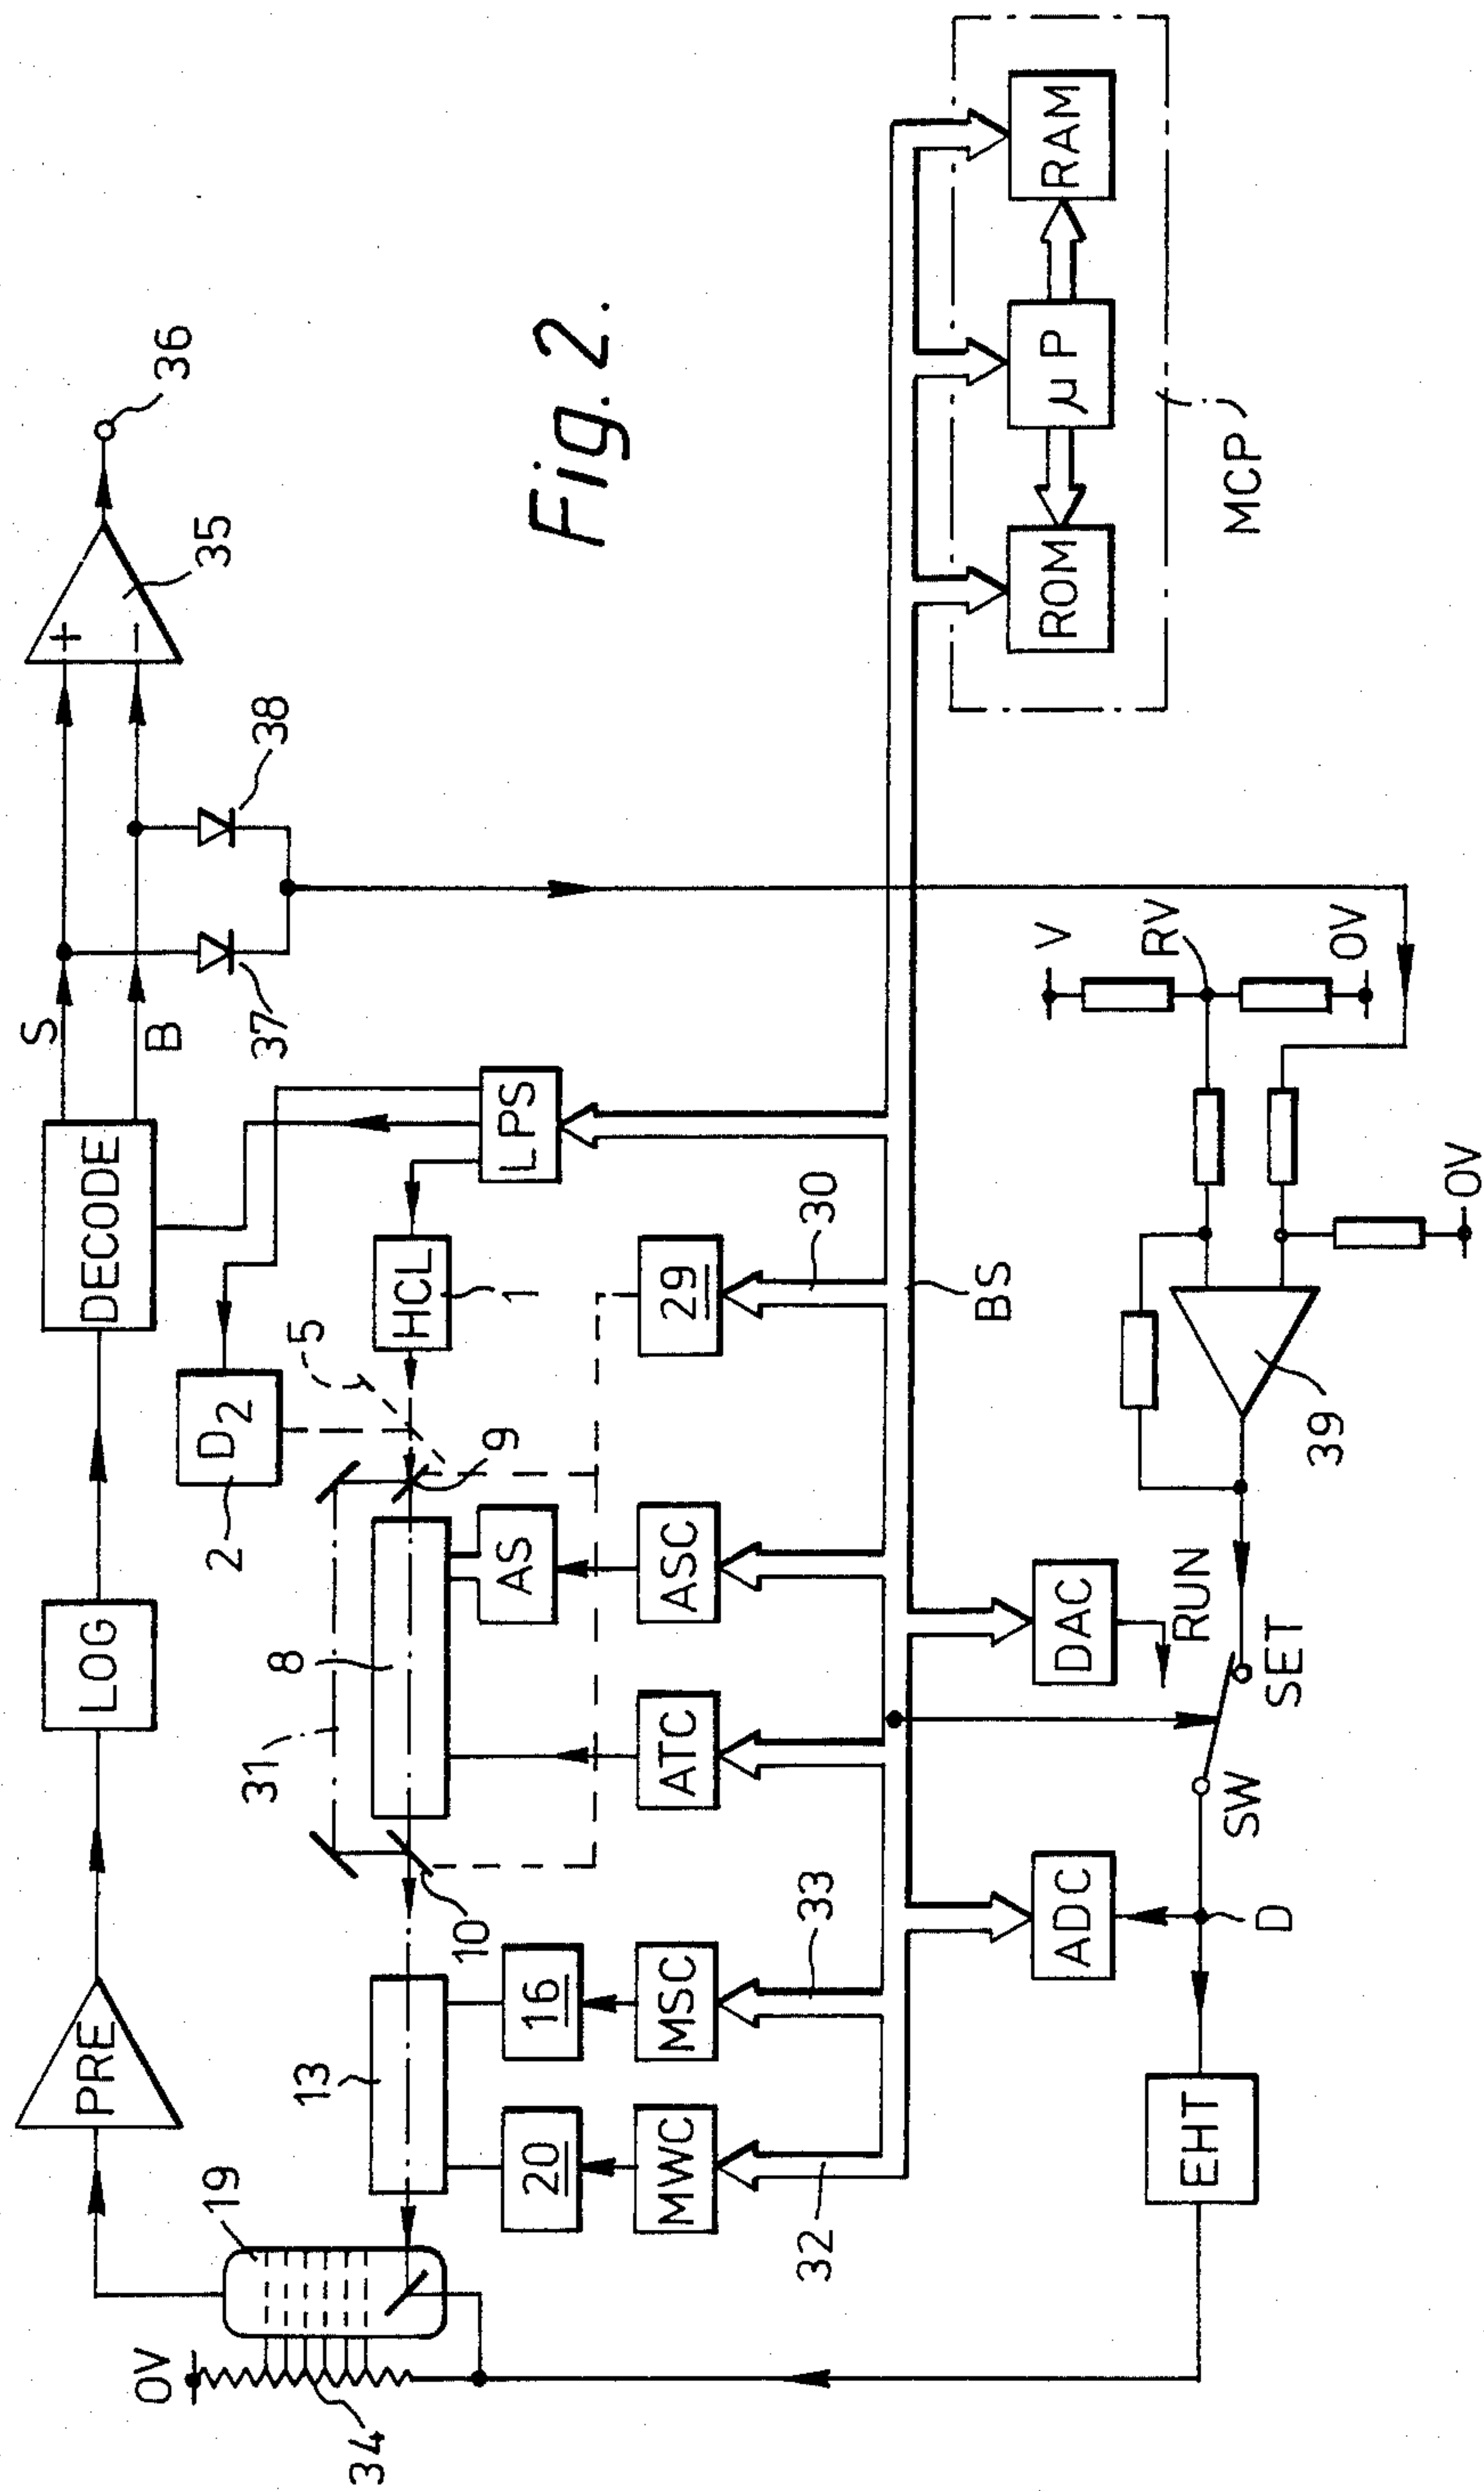 0V
34
19
PRE
LOG
DECODE
S
B
+
−
35
36
37
38
2
D2
5
HCL
1
LPS
9
31
8
10
AS
13
16
20
ATC
ASC
29
30
MWC
MSC
32
33
BS
Fig. 2.
ROM
μP
RAM
MCP
ADC
DAC
RUN
SET
SW
D
EHT
39
V
RV
0V
0V